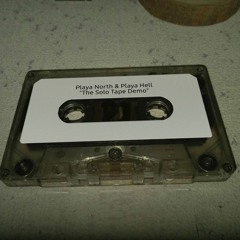 Playa North & Playa Hell
"The Solo Tape Demo"